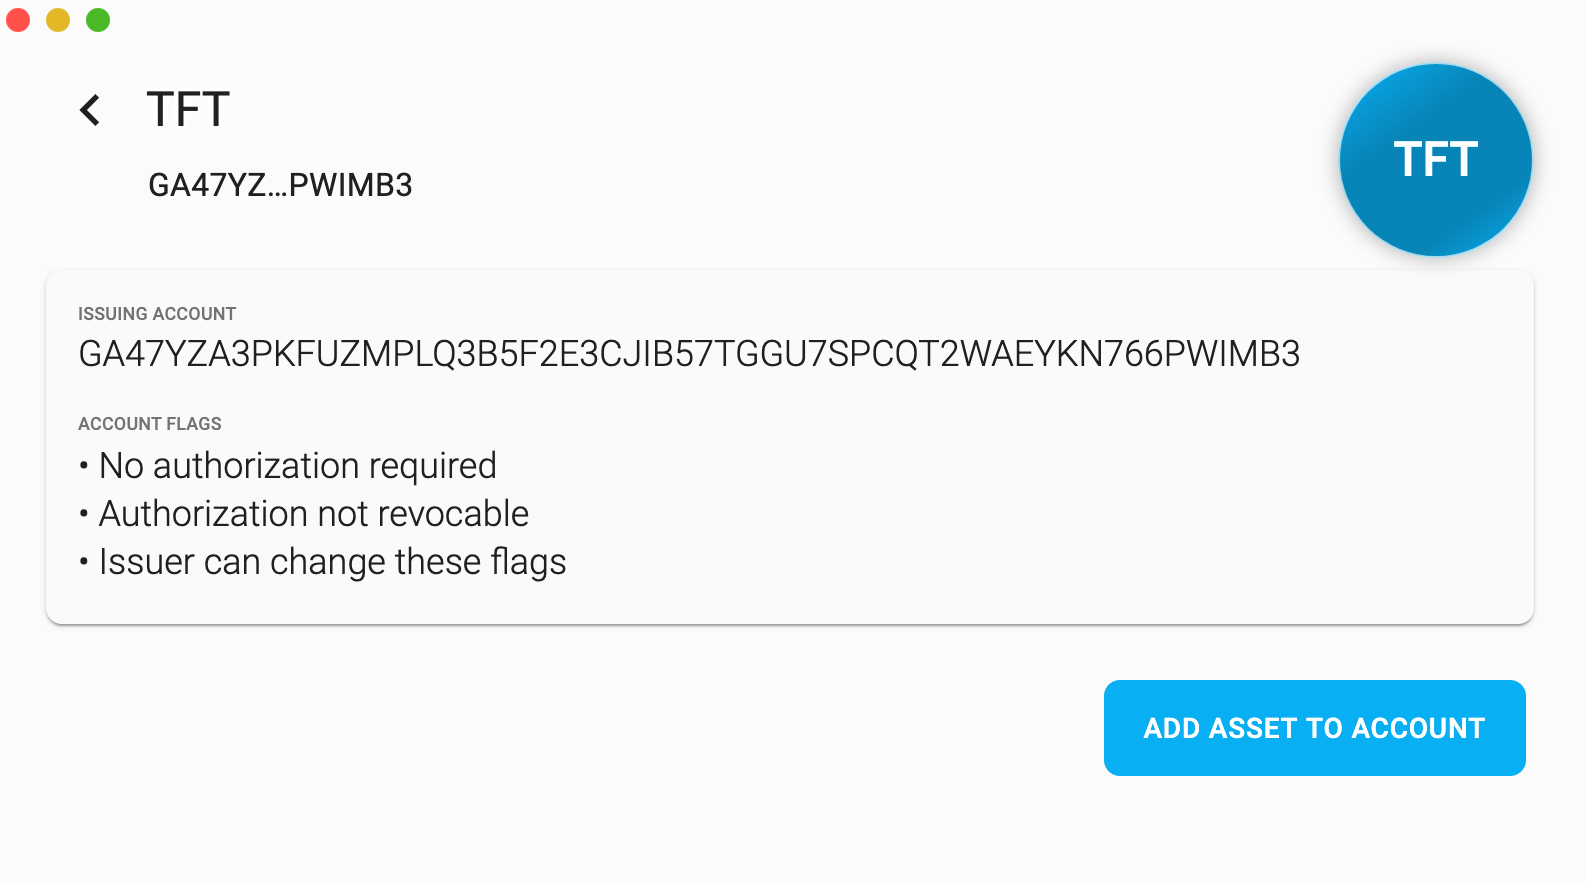 TFT
GA47YZ...PWIMB3
TFT
ISSUING ACCOUNT
GA47YZA3PKFUZMPLQ3B5F2E3CJIB57TGGU7SPCQT2WAEYKN766PWIMB3
ACCOUNT FLAGS
• No authorization required
• Authorization not revocable
• Issuer can change these flags
ADD ASSET TO ACCOUNT